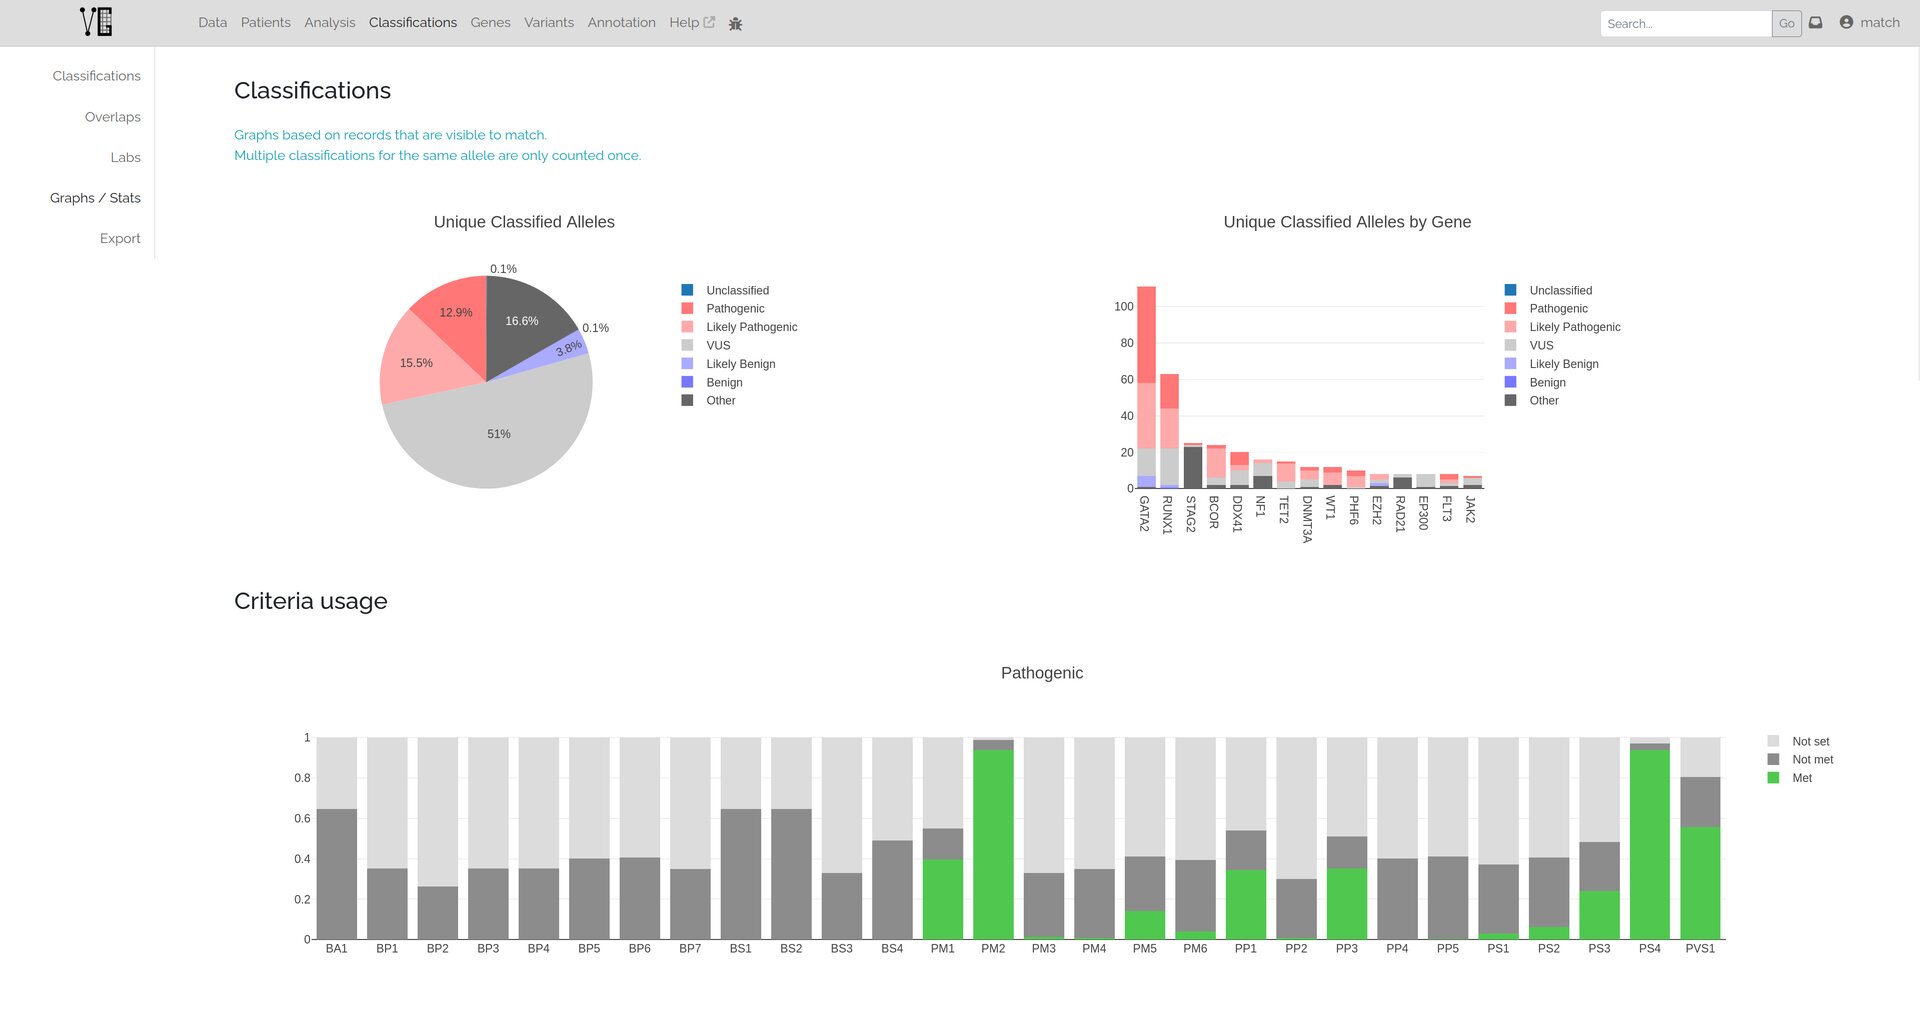 VG
Data Patients Analysis Classifications Genes Variants Annotation Help
Search... Go match
Classifications
Overlaps
Labs
Graphs / Stats
Export
Classifications
Graphs based on records that are visible to match.
Multiple classifications for the same allele are only counted once.
Unique Classified Alleles
0.1%
16.6%
0.1%
3.8%
51%
15.5%
12.9%
Unclassified
Pathogenic
Likely Pathogenic
VUS
Likely Benign
Benign
Other
Unique Classified Alleles by Gene
100
80
60
40
20
0
GATA2 RUNX1 STAG2 BCOR DDX41 NF1 TET2 DNMT3A WT1 PHF6 EZH2 RAD21 EP300 FLT3 JAK2
Unclassified
Pathogenic
Likely Pathogenic
VUS
Likely Benign
Benign
Other
Criteria usage
Pathogenic
1
0.8
0.6
0.4
0.2
0
BA1 BP1 BP2 BP3 BP4 BP5 BP6 BP7 BS1 BS2 BS3 BS4 PM1 PM2 PM3 PM4 PM5 PM6 PP1 PP2 PP3 PP4 PP5 PS1 PS2 PS3 PS4 PVS1
Not set
Not met
Met